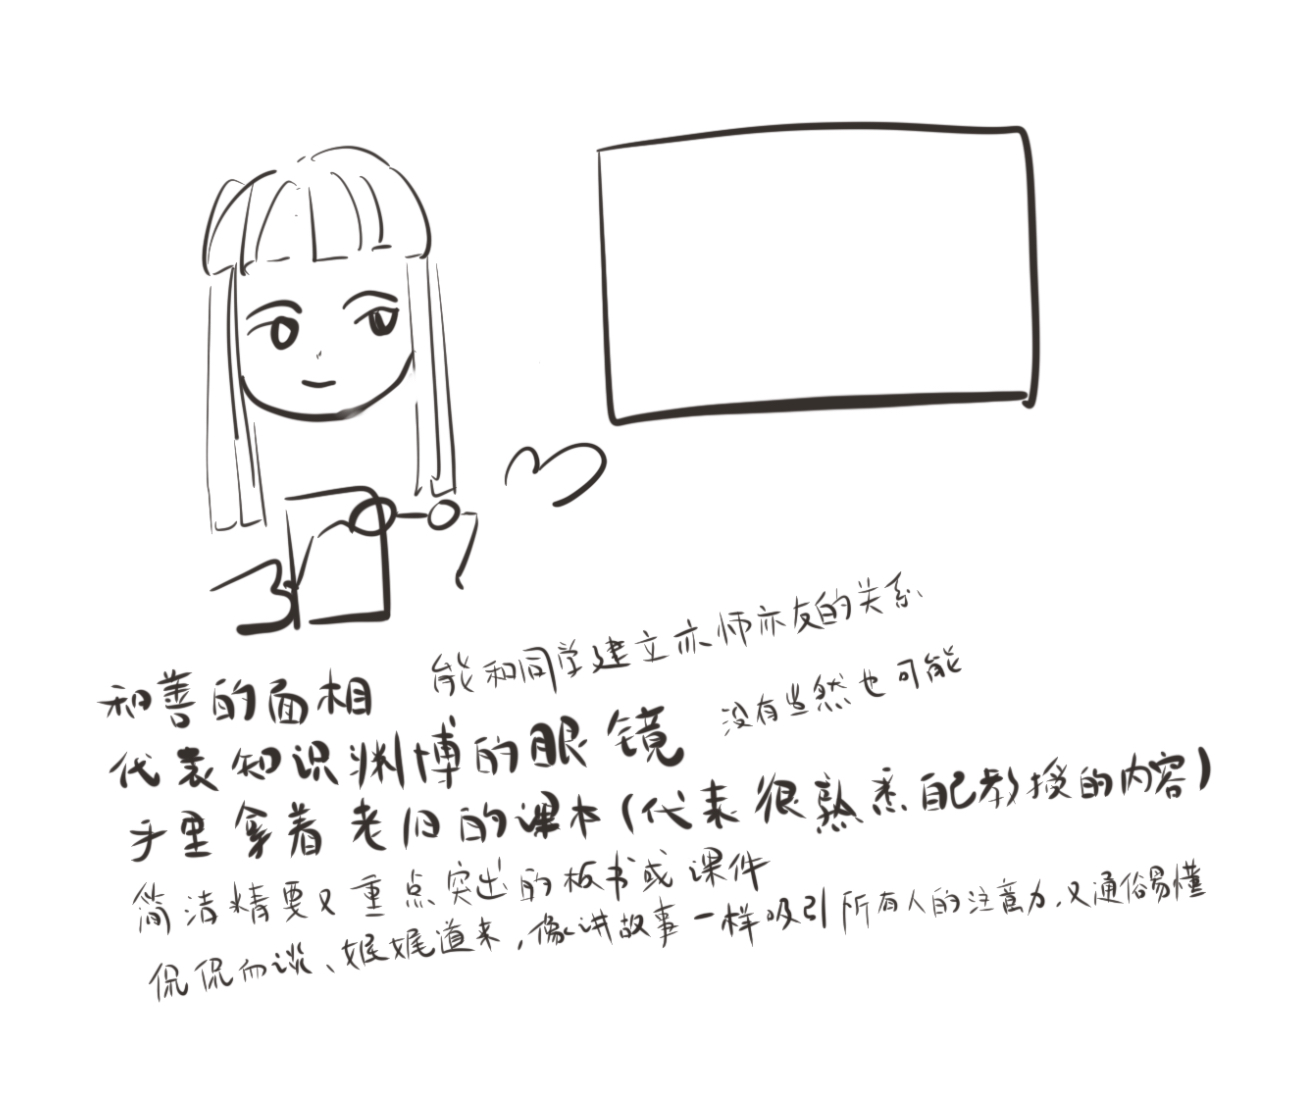 和善的面相
能和同学建立亦师亦友的关系
代表知识渊博的眼镜
没有当然也可能
手里拿着老旧的课本(代表很熟悉自己教授的内容)
简洁精要又重点突出的板书或课件
侃侃而谈、娓娓道来,像讲故事一样吸引所有人的注意力,又通俗易懂